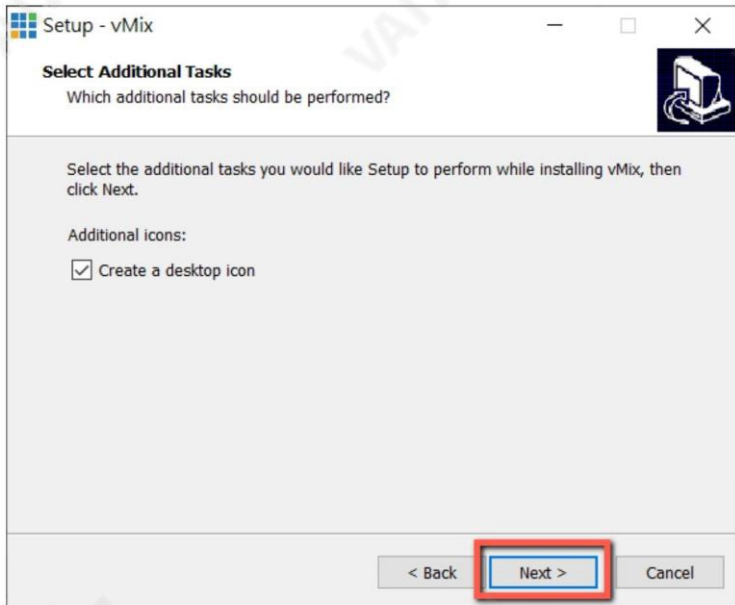 Setup - vMix
Select Additional Tasks
Which additional tasks should be performed?
Select the additional tasks you would like Setup to perform while installing vMix, then
click Next.
Additional icons:
Create a desktop icon
< Back Next > Cancel